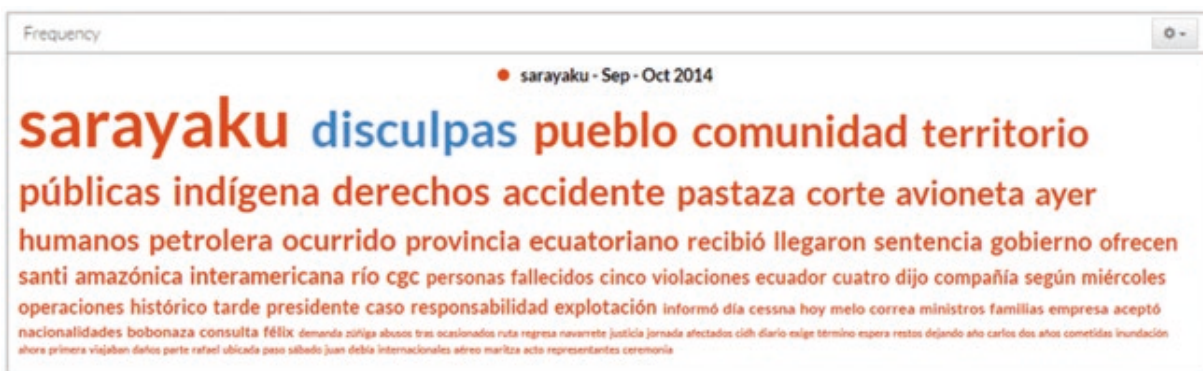 Frequency
sarayaku - Sep - Oct 2014
sarayaku disculpas pueblo comunidad territorio
públicas indígena derechos accidente pastaza corte avioneta ayer
humanos petrolera ocurrido provincia ecuatoriano recibió llegaron sentencia gobierno ofrecen
santi amazónica interamericana río cgc personas fallecidos cinco violaciones ecuador cuatro dijo compañía según miércoles
operaciones histórico tarde presidente caso responsabilidad explotación informó día cessna hoy melo correa ministros familias empresa aceptó
nacionalidades bobonaza consulta félix demanda zúñiga abusos tras ocasionados ruta regresa navarrete justicia jornada afectados cidh diario exige término espera restos dejando año carlos dos años cometidas inundación
ahora primera viajaban daños parte rafael ubicada paso sábado juan debía internacionales aéreo maritza acto representantes ceremonia